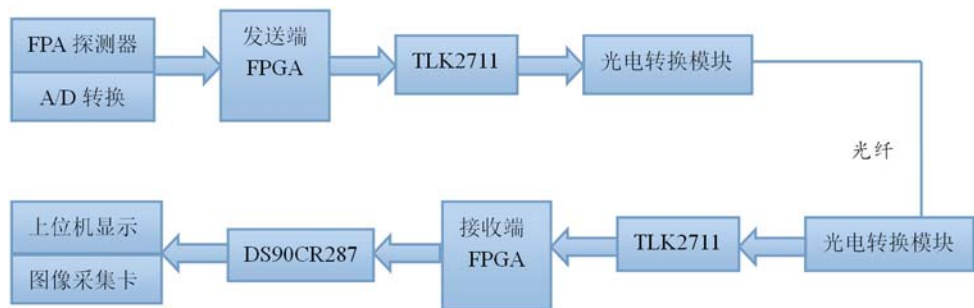 FPA 探测器
A/D 转换
发送端
FPGA
TLK2711
光电转换模块
光纤
上位机显示
图像采集卡
DS90CR287
接收端
FPGA
TLK2711
光电转换模块